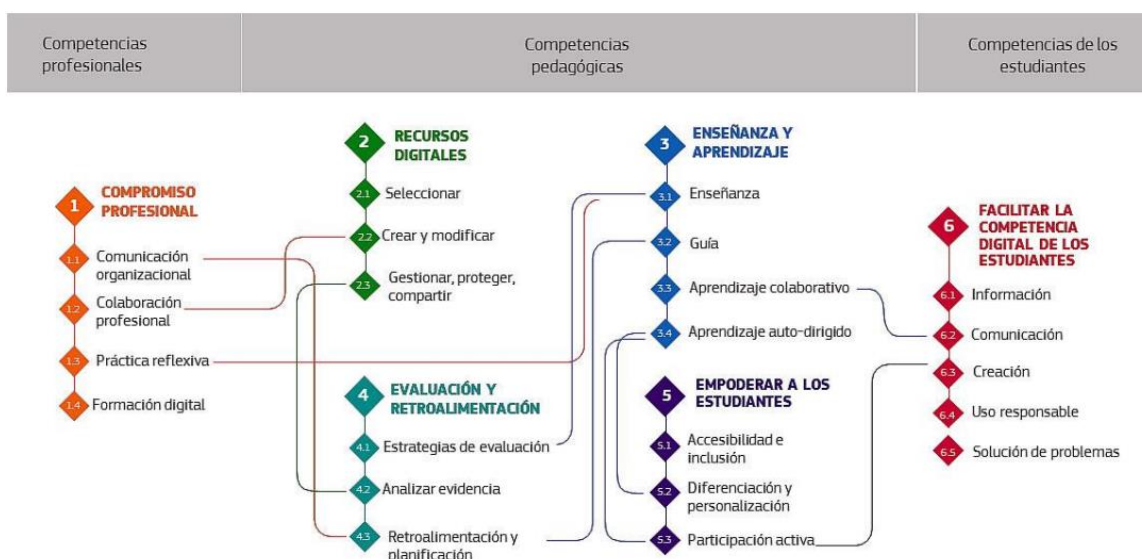 Competencias
profesionales
Competencias
pedagógicas
Competencias de los
estudiantes
1
COMPROMISO
PROFESIONAL
1.1
Comunicación
organizacional
1.2
Colaboración
profesional
1.3
Práctica reflexiva
1.4
Formación digital
2
RECURSOS
DIGITALES
2.1
Seleccionar
2.2
Crear y modificar
2.3
Gestionar, proteger,
compartir
3
ENSEÑANZA Y
APRENDIZAJE
3.1
Enseñanza
3.2
Guía
3.3
Aprendizaje colaborativo
3.4
Aprendizaje auto-dirigido
4
EVALUACIÓN Y
RETROALIMENTACIÓN
4.1
Estrategias de evaluación
4.2
Analizar evidencia
4.3
Retroalimentación y
planificación
5
EMPODERAR A LOS
ESTUDIANTES
5.1
Accesibilidad e
inclusión
5.2
Diferenciación y
personalización
5.3
Participación activa
6
FACILITAR LA
COMPETENCIA
DIGITAL DE LOS
ESTUDIANTES
6.1
Información
6.2
Comunicación
6.3
Creación
6.4
Uso responsable
6.5
Solución de problemas